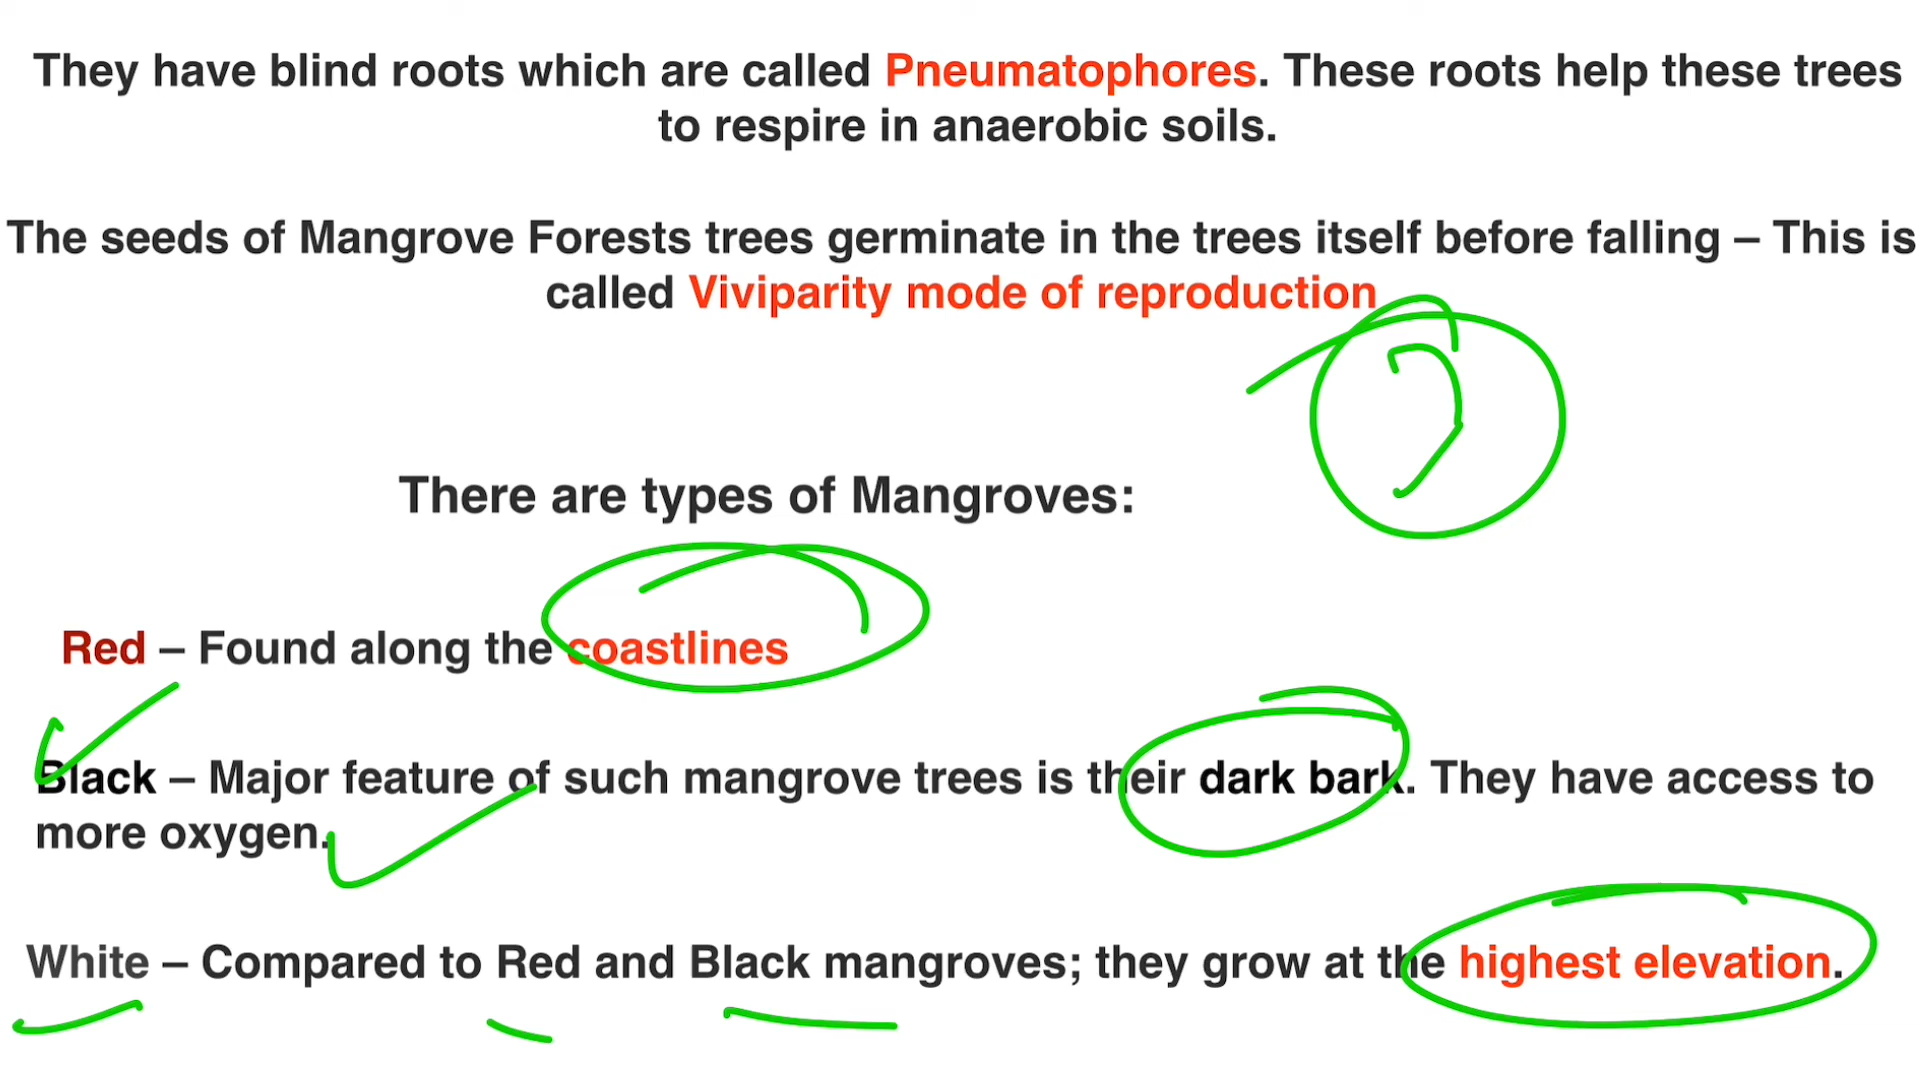 They have blind roots which are called Pneumatophores. These roots help these trees
to respire in anaerobic soils.
The seeds of Mangrove Forests trees germinate in the trees itself before falling – This is
called Viviparity mode of reproduction
There are types of Mangroves:
Red – Found along the coastlines
Black – Major feature of such mangrove trees is their dark bark. They have access to
more oxygen.
White – Compared to Red and Black mangroves; they grow at the highest elevation.